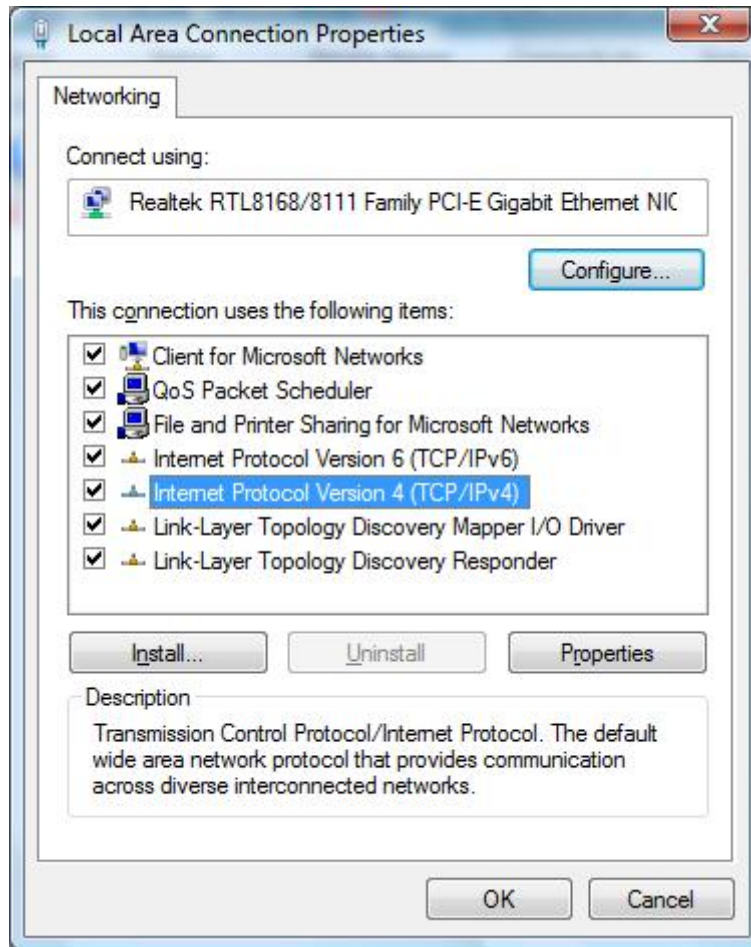 Local Area Connection Properties
Networking
Connect using:
Realtek RTL8168/8111 Family PCI-E Gigabit Ethernet NIC
Configure...
This connection uses the following items:
Client for Microsoft Networks
QoS Packet Scheduler
File and Printer Sharing for Microsoft Networks
Internet Protocol Version 6 (TCP/IPv6)
Internet Protocol Version 4 (TCP/IPv4)
Link-Layer Topology Discovery Mapper I/O Driver
Link-Layer Topology Discovery Responder
Install... Uninstall Properties
Description
Transmission Control Protocol/Internet Protocol. The default
wide area network protocol that provides communication
across diverse interconnected networks.
OK Cancel